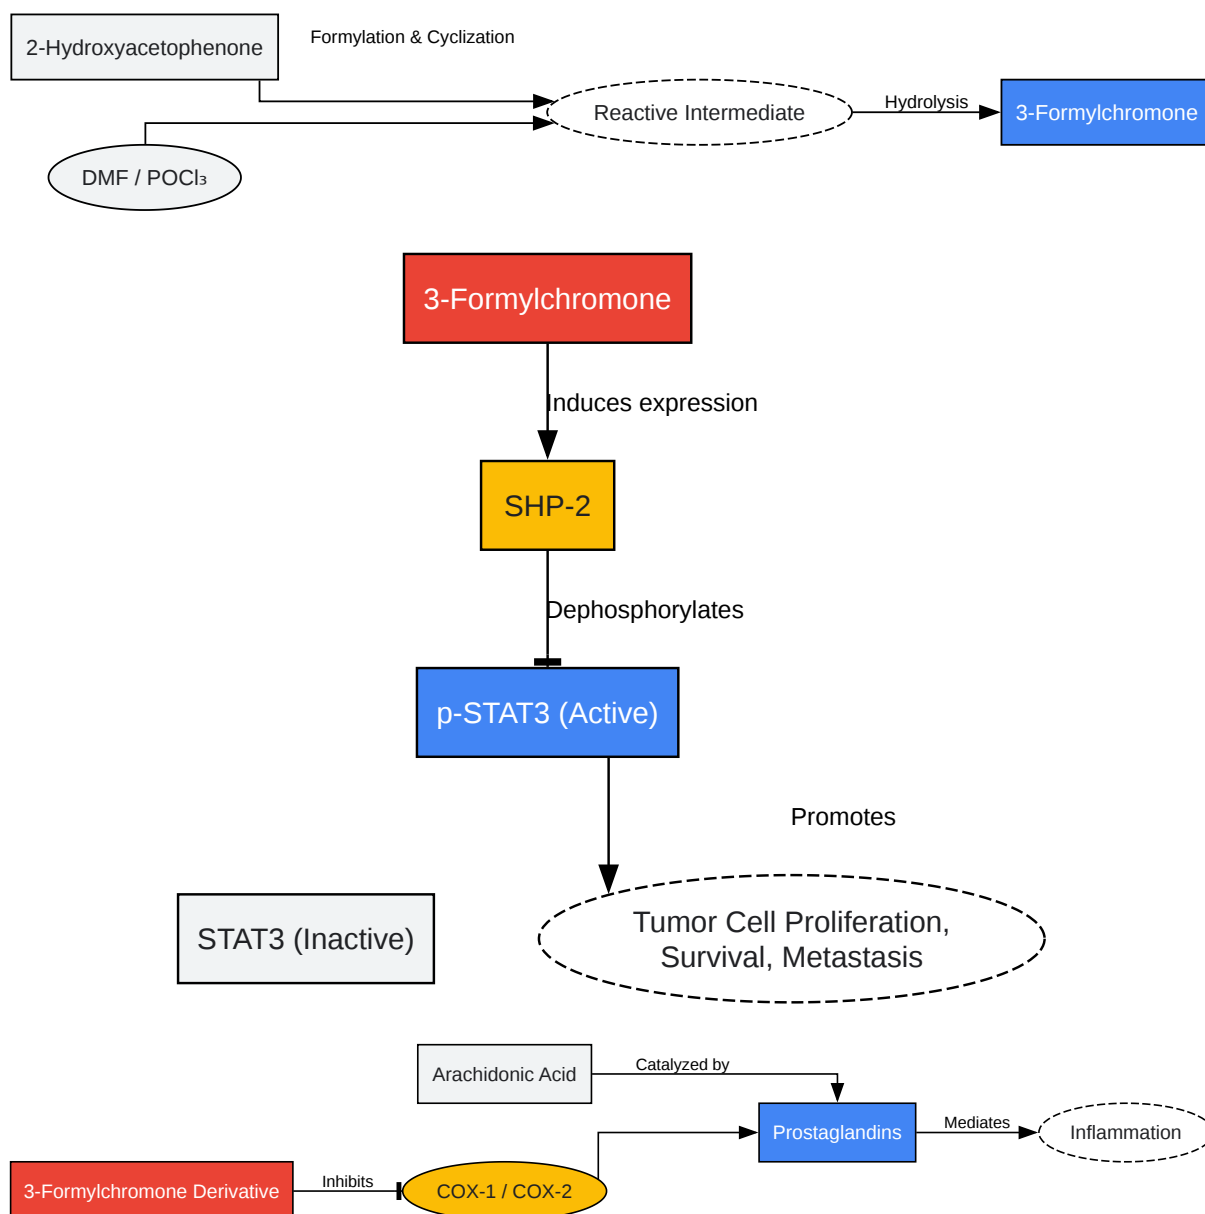 2-Hydroxyacetophenone
Formylation & Cyclization
Reactive Intermediate
Hydrolysis
3-Formylchromone
DMF / POCl₃
3-Formylchromone
Induces expression
SHP-2
Dephosphorylates
p-STAT3 (Active)
Promotes
STAT3 (Inactive)
Tumor Cell Proliferation,
Survival, Metastasis
Arachidonic Acid
Catalyzed by
Prostaglandins
Mediates
Inflammation
3-Formylchromone Derivative
Inhibits
COX-1 / COX-2